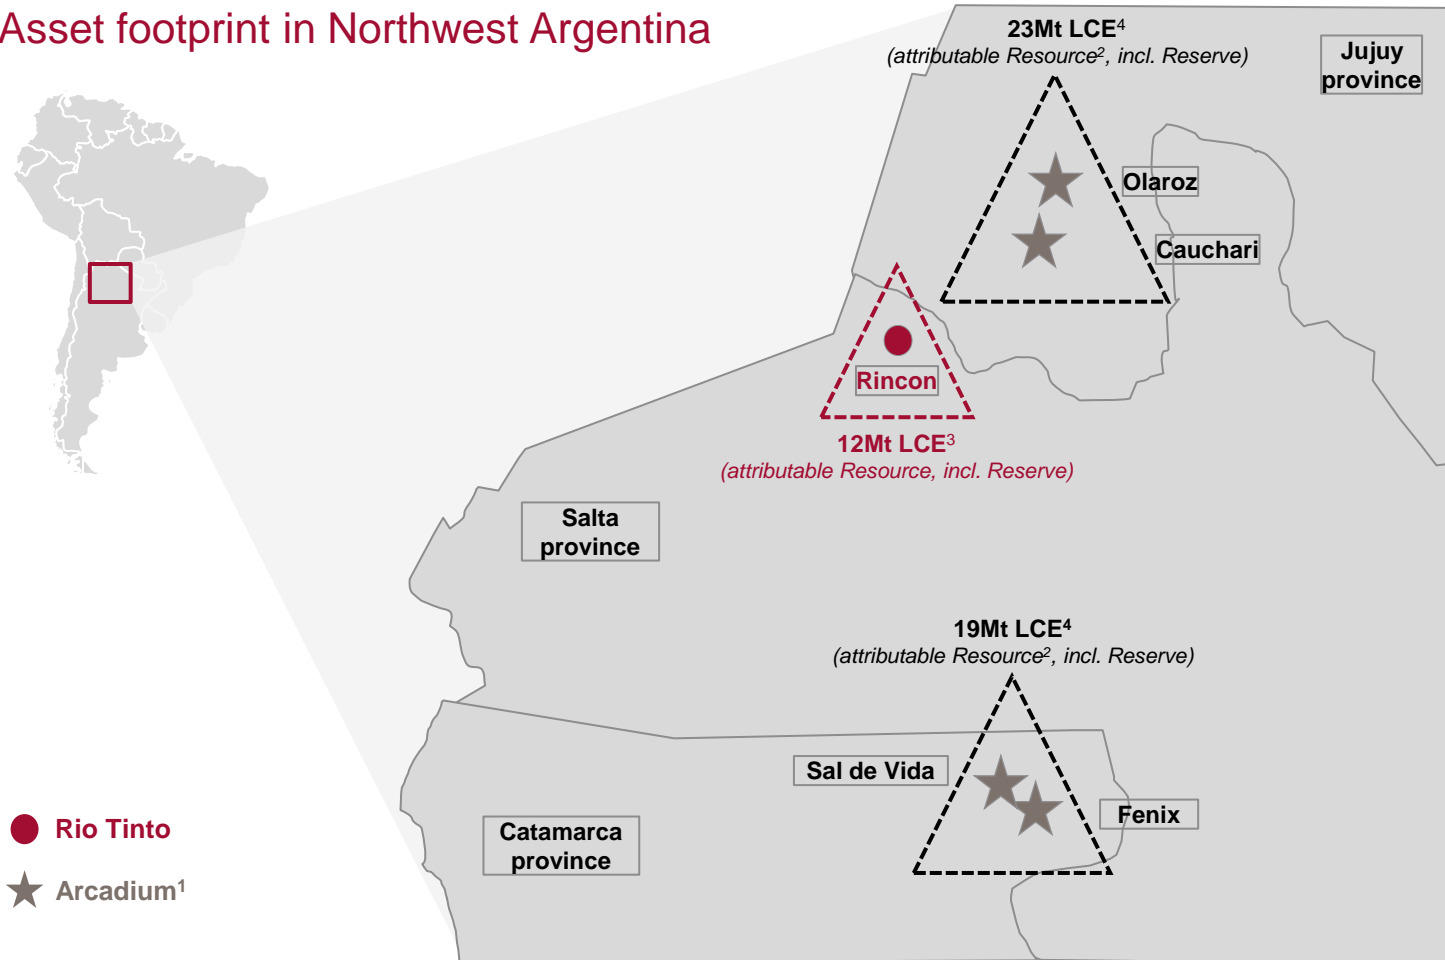 Asset footprint in Northwest Argentina
23Mt LCE⁴
(attributable Resource², incl. Reserve)
Jujuy
province
Olaroz
Cauchari
Rincon
12Mt LCE³
(attributable Resource, incl. Reserve)
Salta
province
19Mt LCE⁴
(attributable Resource², incl. Reserve)
Sal de Vida
Fenix
Catamarca
province
Rio Tinto
Arcadium¹